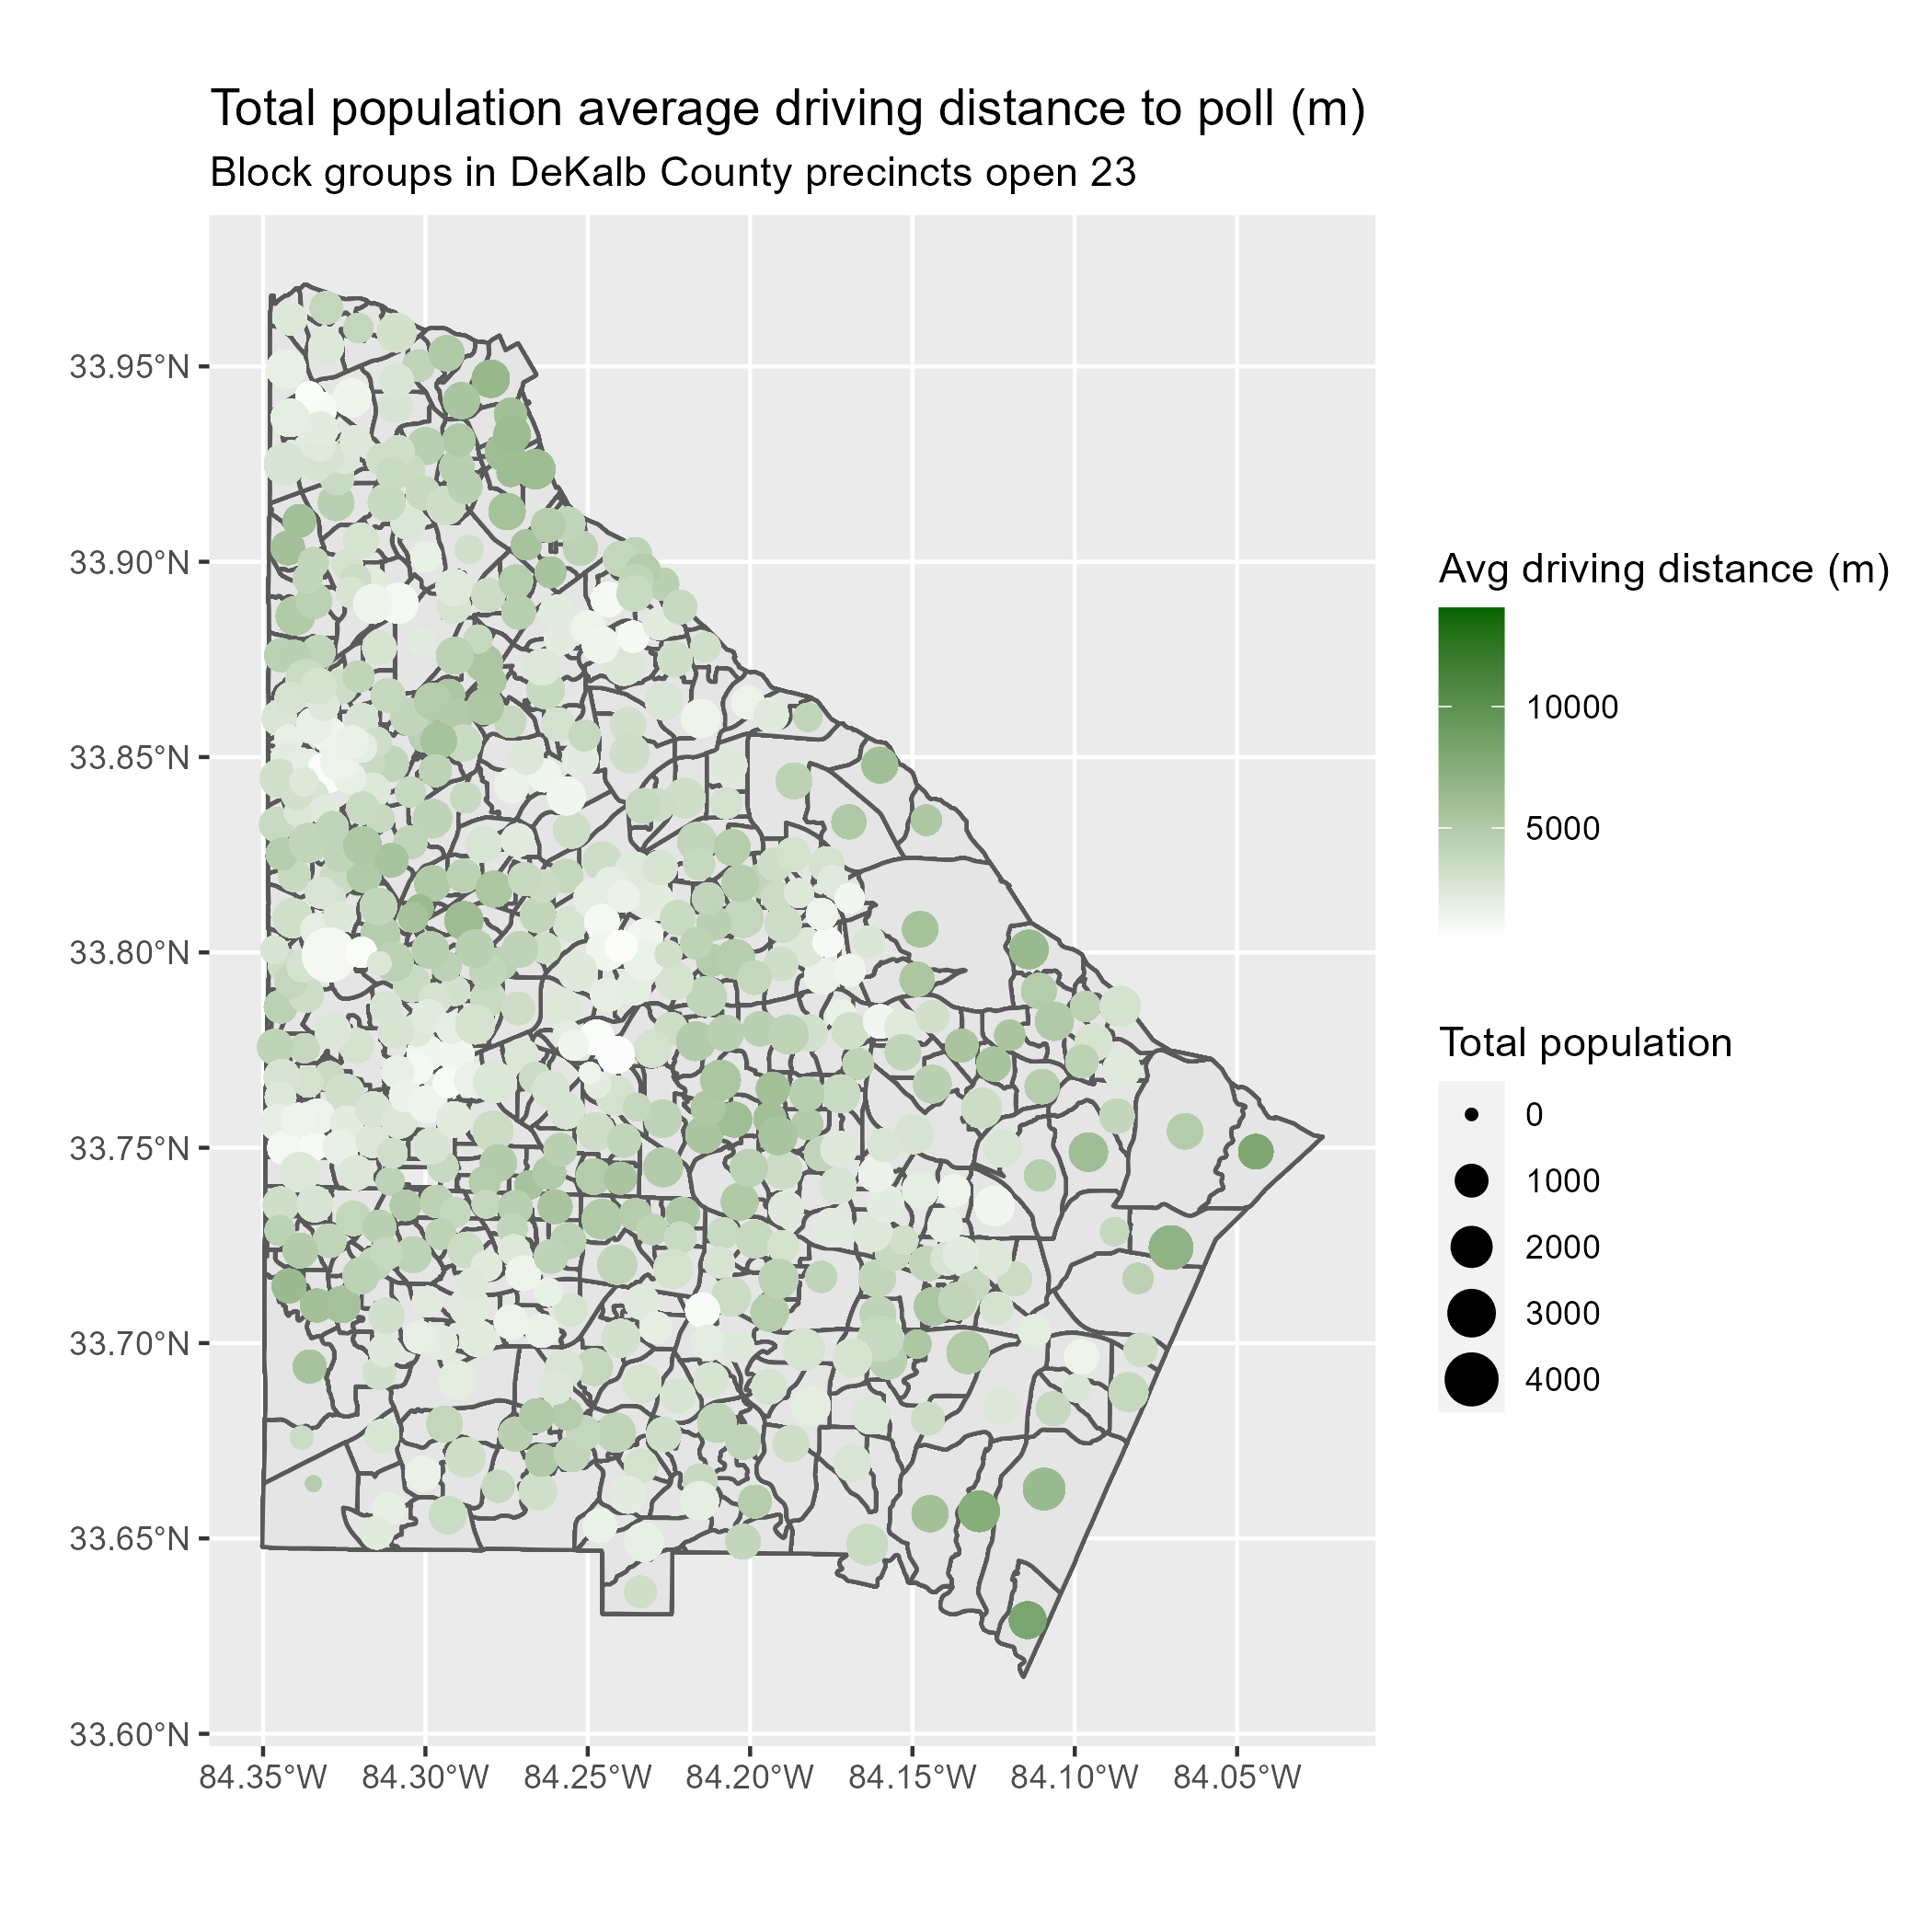 Total population average driving distance to poll (m)
Block groups in DeKalb County precincts open 23
33.95°N
33.90°N
33.85°N
33.80°N
33.75°N
33.70°N
33.65°N
33.60°N
84.35°W
84.30°W
84.25°W
84.20°W
84.15°W
84.10°W
84.05°W
Avg driving distance (m)
10000
5000
Total population
0
1000
2000
3000
4000